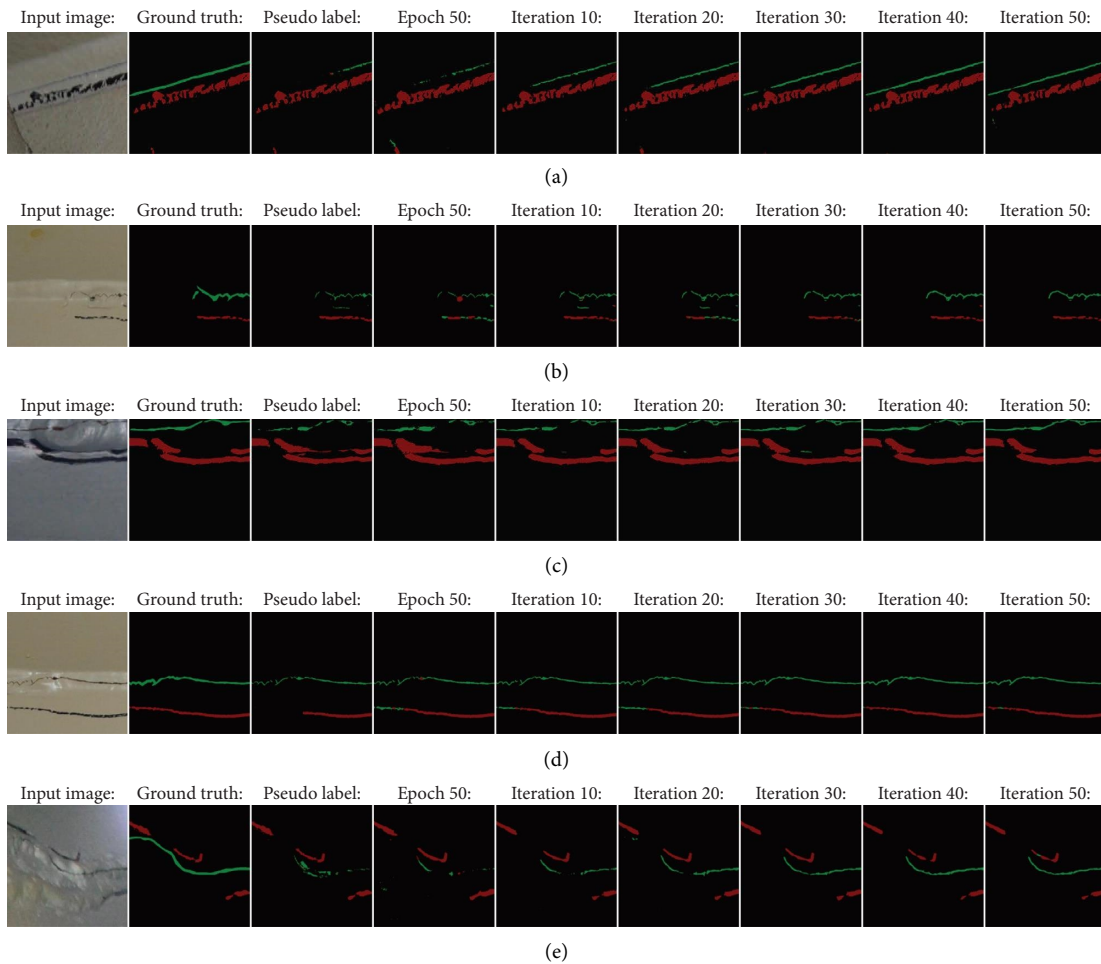 Input image: Ground truth: Pseudo label: Epoch 50: Iteration 10: Iteration 20: Iteration 30: Iteration 40: Iteration 50:
(a)
Input image: Ground truth: Pseudo label: Epoch 50: Iteration 10: Iteration 20: Iteration 30: Iteration 40: Iteration 50:
(b)
Input image: Ground truth: Pseudo label: Epoch 50: Iteration 10: Iteration 20: Iteration 30: Iteration 40: Iteration 50:
(c)
Input image: Ground truth: Pseudo label: Epoch 50: Iteration 10: Iteration 20: Iteration 30: Iteration 40: Iteration 50:
(d)
Input image: Ground truth: Pseudo label: Epoch 50: Iteration 10: Iteration 20: Iteration 30: Iteration 40: Iteration 50:
(e)